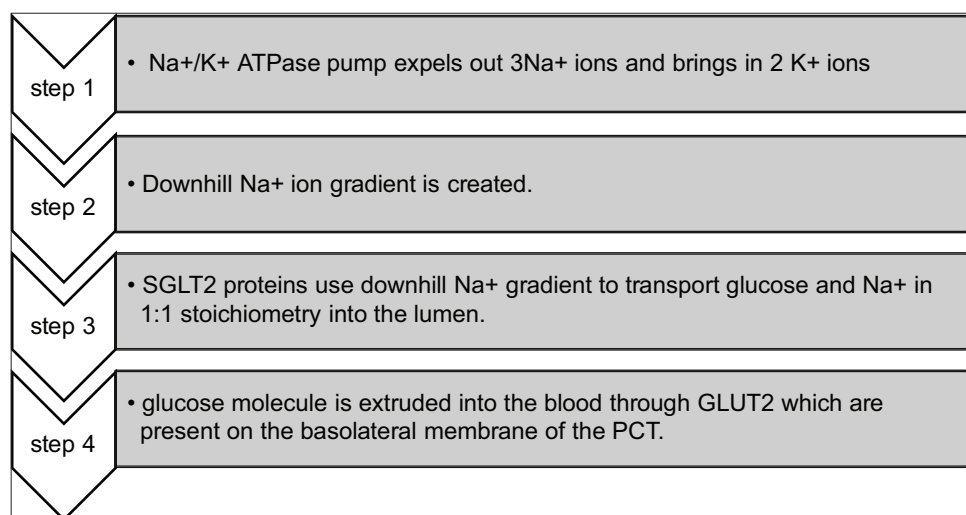 step 1
• Na+/K+ ATPase pump expels out 3Na+ ions and brings in 2 K+ ions
step 2
• Downhill Na+ ion gradient is created.
step 3
• SGLT2 proteins use downhill Na+ gradient to transport glucose and Na+ in
1:1 stoichiometry into the lumen.
step 4
• glucose molecule is extruded into the blood through GLUT2 which are
present on the basolateral membrane of the PCT.